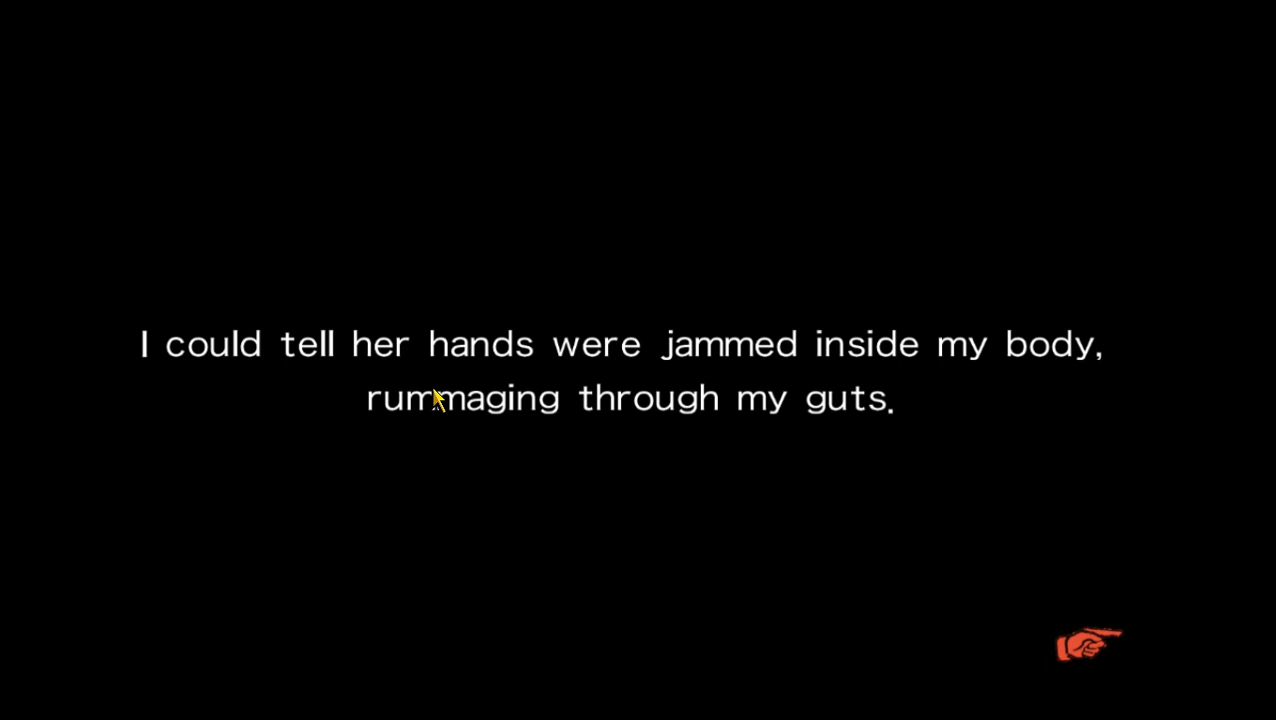 I could tell her hands were jammed inside my body,
rummaging through my guts.